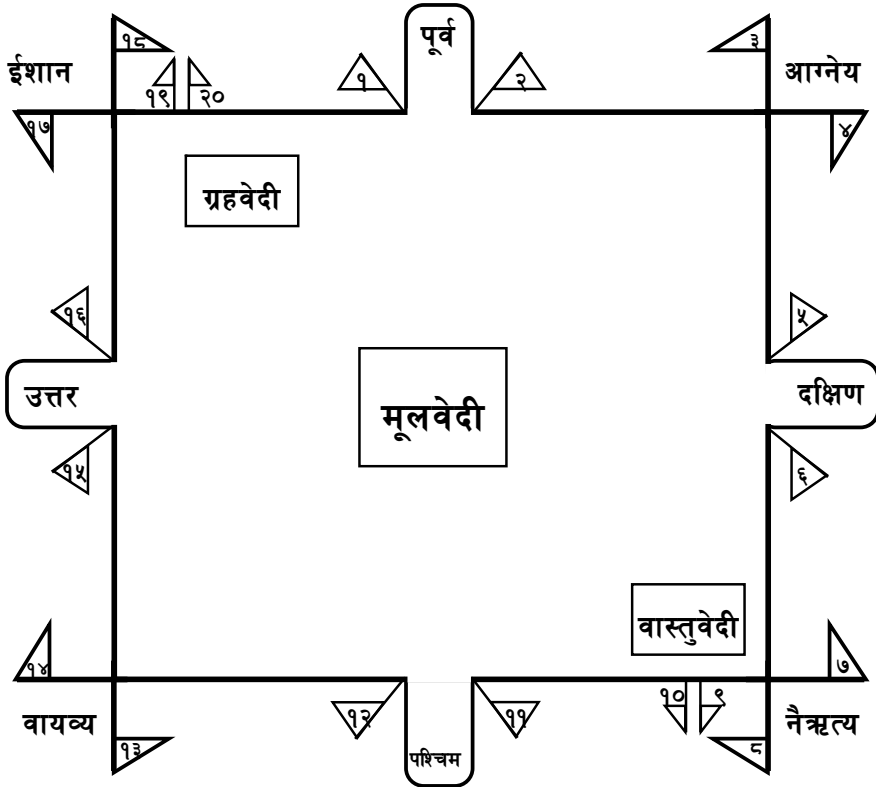 पूर्व
१८
३
ईशान
१
२
आग्नेय
१९
२०
१७
४
ग्रहवेदी
१६
५
उत्तर
मूलवेदी
दक्षिण
१५
६
वास्तुवेदी
१४
७
१०
९
वायव्य
१२
११
नैऋत्य
१३
८
पश्चिम